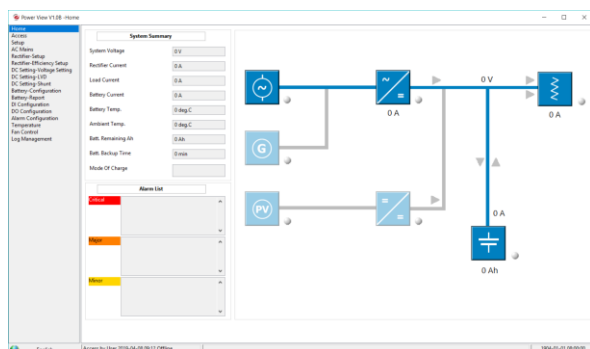 Power View V1.0B -Home
Home
Access
Setup
AC Mains
Rectifier-Setup
Rectifier-Efficiency Setup
DC Setting-Voltage Setting
DC Setting-LVD
DC Setting-Shunt
Battery-Configuration
Battery-Report
DI Configuration
DO Configuration
Alarm Configuration
Temperature
Fan Control
Log Management
System Summary
System Voltage 0 V
Rectifier Current 0 A
Load Current 0 A
Battery Current 0 A
Battery Temp. 0 deg.C
Ambient Temp. 0 deg.C
Batt. Remaining Ah 0 Ah
Batt. Backup Time 0 min
Mode Of Charge
Alarm List
Critical
Major
Minor
0 V
0 A
0 A
G
PV
0 A
0 Ah